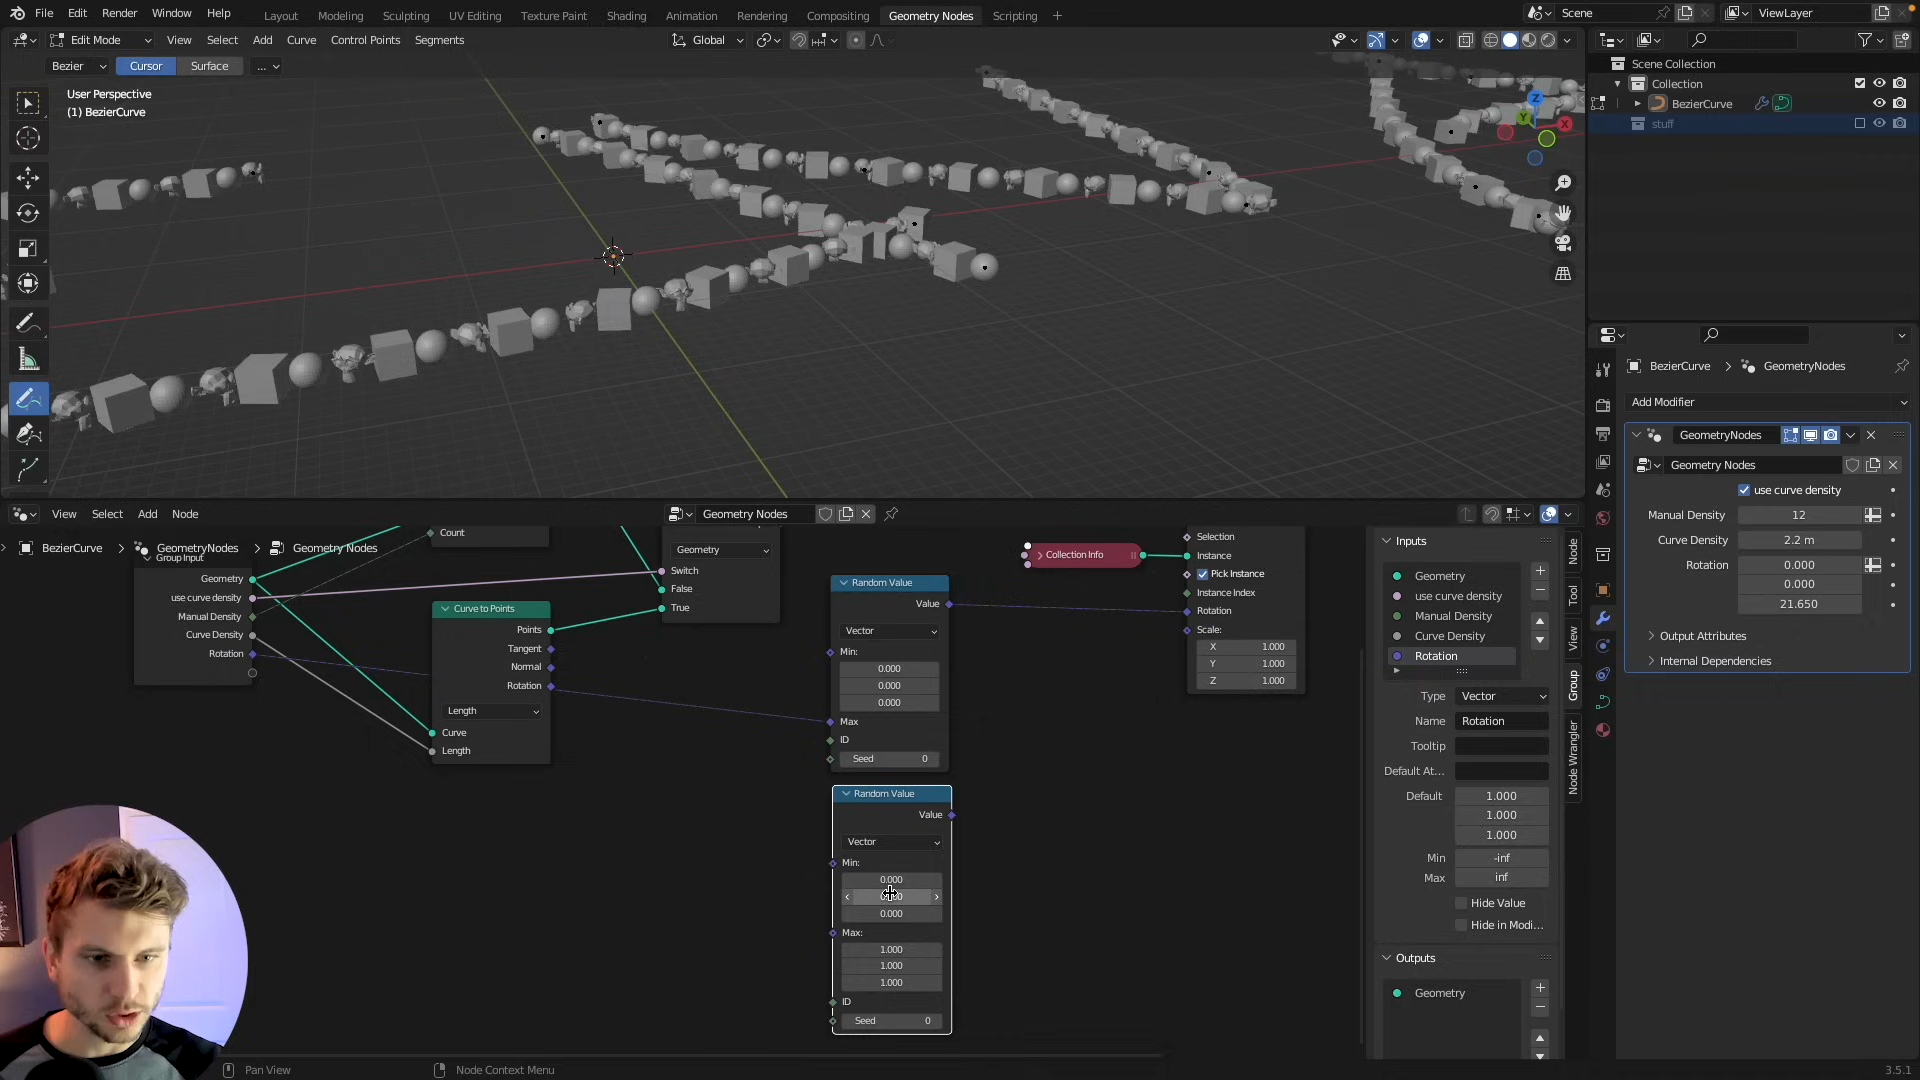 File Edit Render Window Help Layout Modeling Sculpting UV Editing Texture Paint Shading Animation Rendering Compositing Geometry Nodes Scripting + Scene ViewLayer
Edit Mode View Select Add Curve Control Points Segments Global
Bezier Cursor Surface ...
User Perspective
(1) BezierCurve
Z
Y
X
Scene Collection
Collection
BezierCurve
stuff
BezierCurve > GeometryNodes
Add Modifier
GeometryNodes
Geometry Nodes
use curve density
Manual Density 12
Curve Density 2.2 m
Rotation 0.000
0.000
21.650
Output Attributes
Internal Dependencies
View Select Add Node Geometry Nodes
BezierCurve > GeometryNodes > Geometry Nodes
Group Input
Geometry
use curve density
Manual Density
Curve Density
Rotation
Count
Curve to Points
Points
Tangent
Normal
Rotation
Length
Curve
Length
Geometry
Switch
False
True
Random Value
Value
Vector
Min:
0.000
0.000
0.000
Max
ID
Seed 0
Random Value
Value
Vector
Min:
0.000
0.000
Max:
1.000
1.000
1.000
ID
Seed 0
Collection Info
Selection
Instance
Pick Instance
Instance Index
Rotation
Scale:
X 1.000
Y 1.000
Z 1.000
Inputs
Geometry
use curve density
Manual Density
Curve Density
Rotation
Type Vector
Name Rotation
Tooltip
Default At...
Default 1.000
1.000
1.000
Min -inf
Max inf
Hide Value
Hide in Modi...
Outputs
Geometry
Node
Tool
View
Group
Node Wrangler
Pan View Node Context Menu 3.5.1